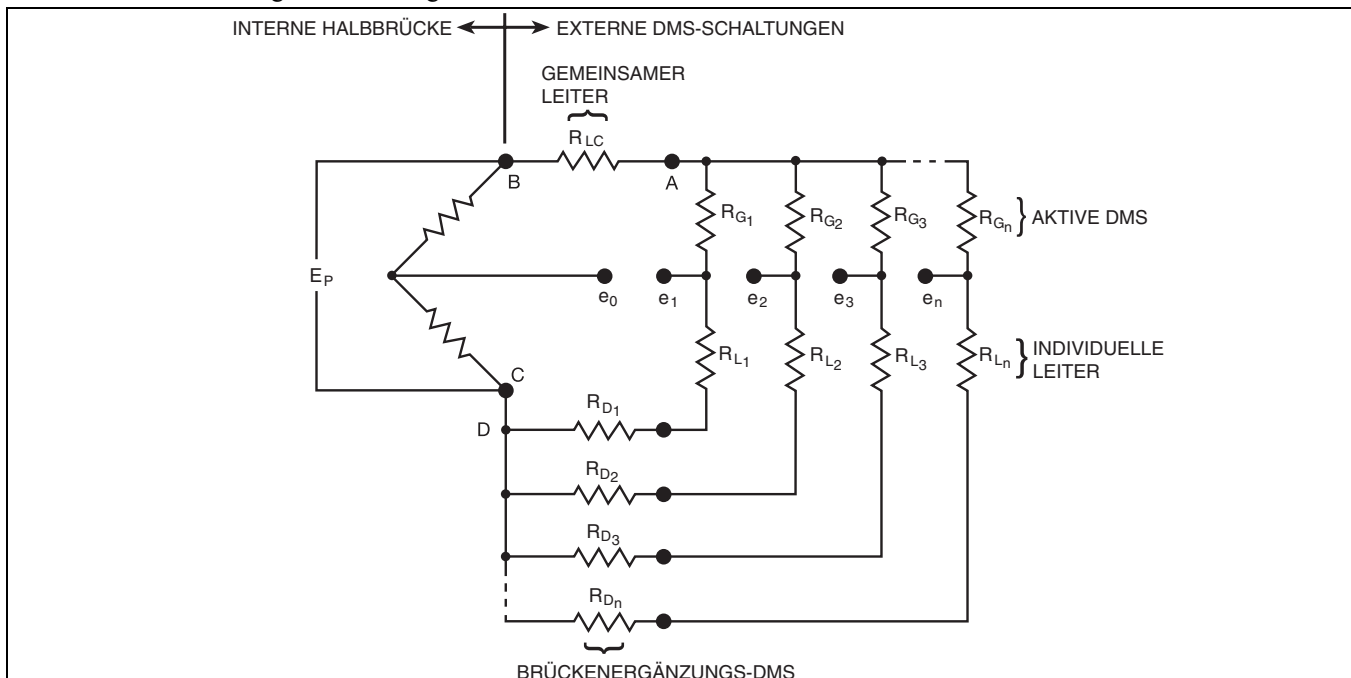 INTERNE HALBBRÜCKE
EXTERNE DMS-SCHALTUNGEN
GEMEINSAMER
LEITER
RLC
B
A
RG1
RG2
RG3
RGn
AKTIVE DMS
EP
e0
e1
e2
e3
en
RL1
RL2
RL3
RLn
INDIVIDUELLE
LEITER
C
D
RD1
RD2
RD3
RDn
BRÜCKENERGÄNZUNGS-DMS